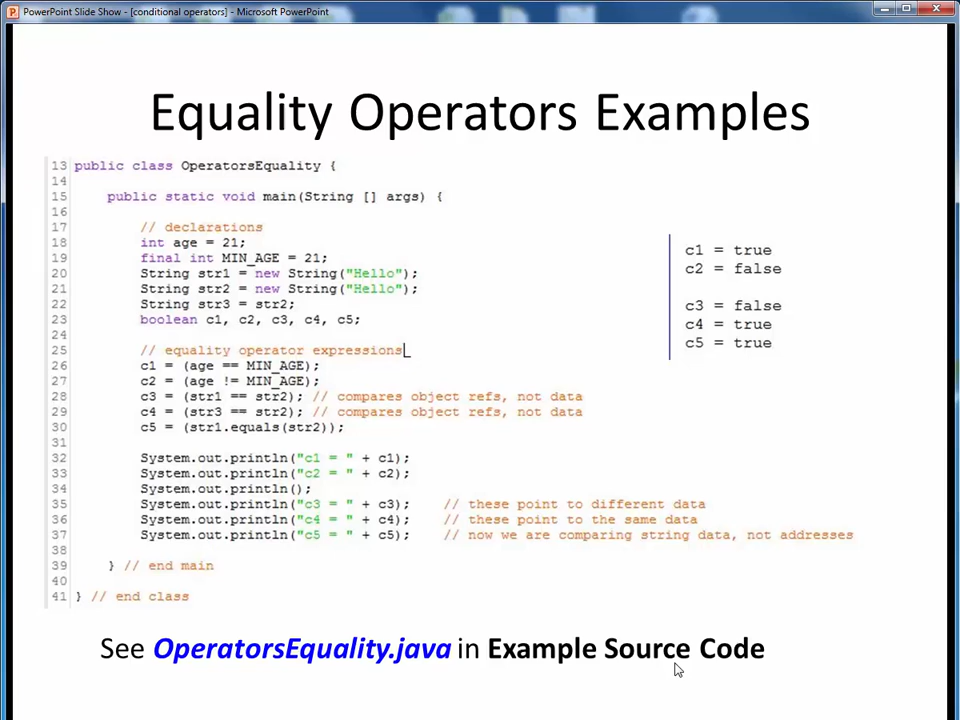 PowerPoint Slide Show - [conditional operators] - Microsoft PowerPoint
Equality Operators Examples
13 public class OperatorsEquality {
14
15     public static void main(String [] args) {
16
17         // declarations
18         int age = 21;
19         final int MIN_AGE = 21;
20         String str1 = new String("Hello");
21         String str2 = new String("Hello");
22         String str3 = str2;
23         boolean c1, c2, c3, c4, c5;
24
25         // equality operator expressions
26         c1 = (age == MIN_AGE);
27         c2 = (age != MIN_AGE);
28         c3 = (str1 == str2); // compares object refs, not data
29         c4 = (str3 == str2); // compares object refs, not data
30         c5 = (str1.equals(str2));
31
32         System.out.println("c1 = " + c1);
33         System.out.println("c2 = " + c2);
34         System.out.println();
35         System.out.println("c3 = " + c3);    // these point to different data
36         System.out.println("c4 = " + c4);    // these point to the same data
37         System.out.println("c5 = " + c5);    // now we are comparing string data, not addresses
38
39     } // end main
40
41 } // end class
c1 = true
c2 = false
c3 = false
c4 = true
c5 = true
See OperatorsEquality.java in Example Source Code